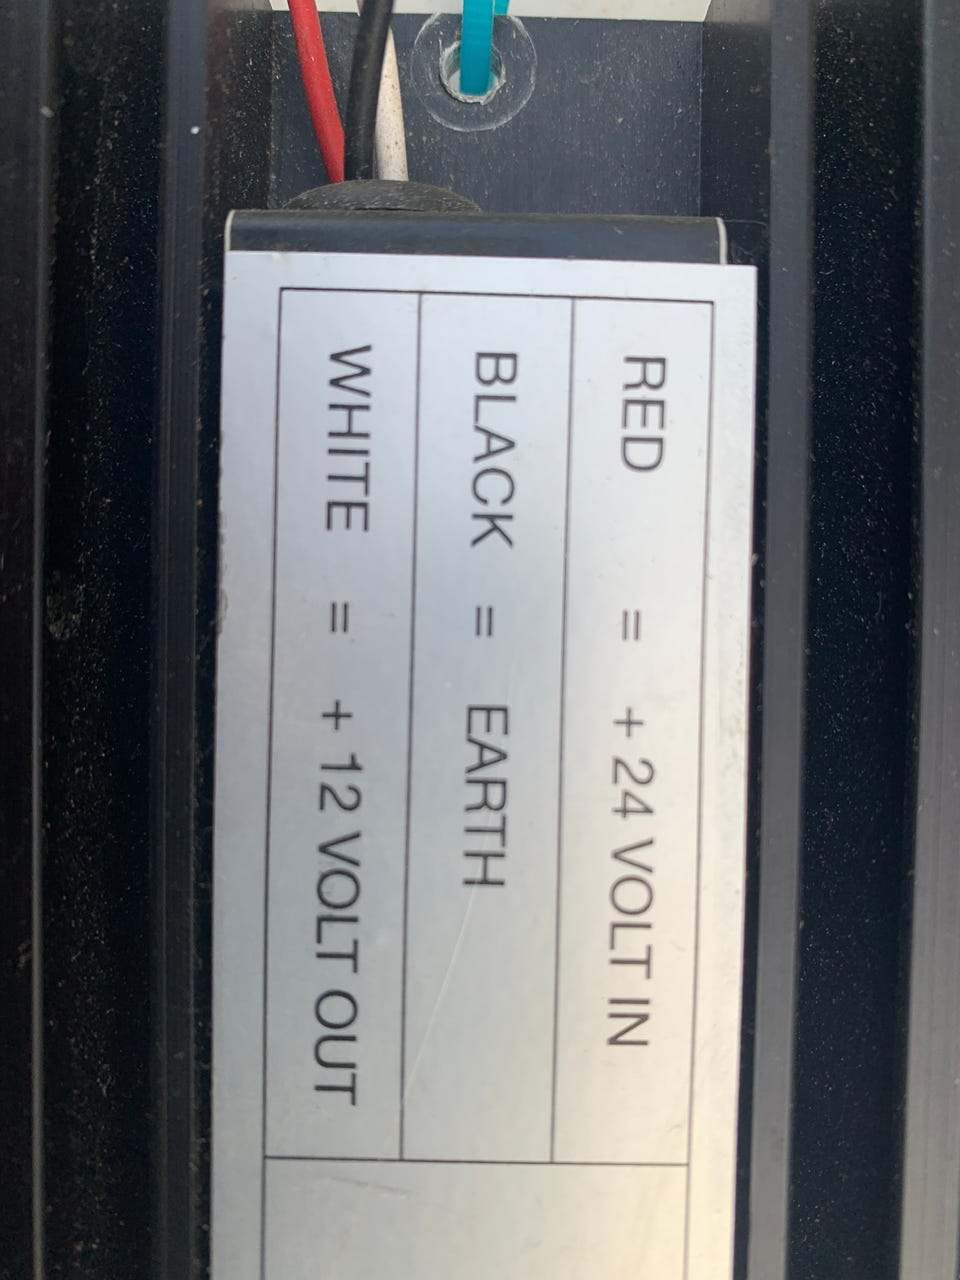 RED = + 24 VOLT IN
BLACK = EARTH
WHITE = + 12 VOLT OUT